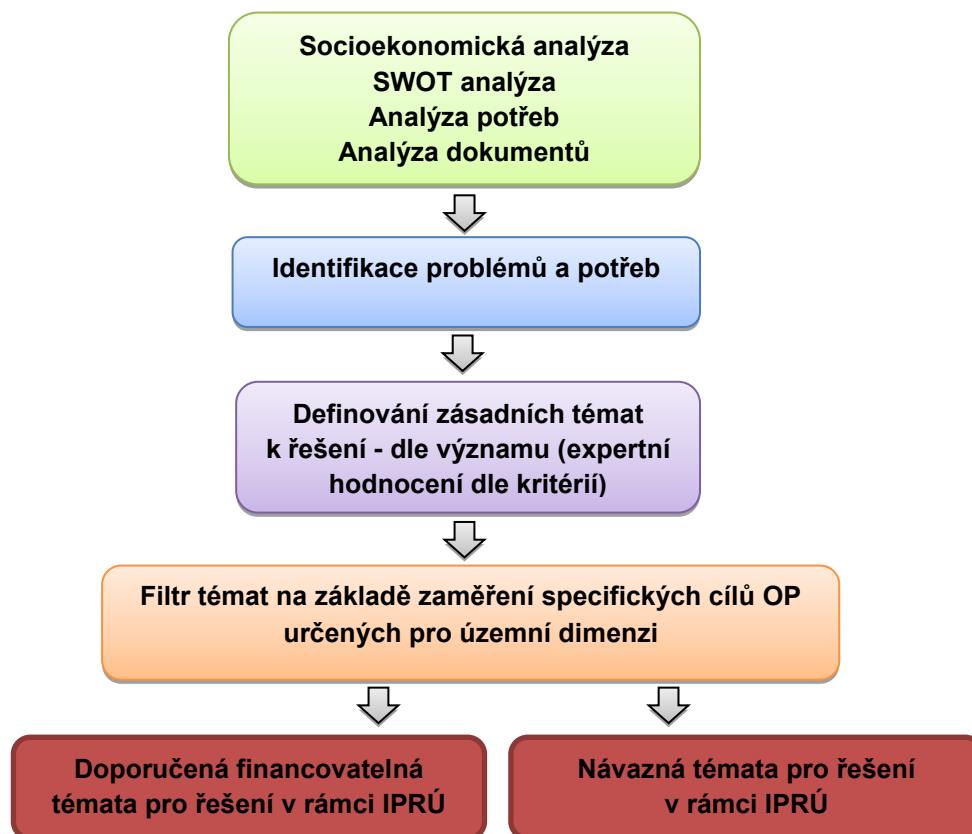 Socioekonomická analýza
SWOT analýza
Analýza potřeb
Analýza dokumentů
Identifikace problémů a potřeb
Definování zásadních témat
k řešení - dle významu (expertní
hodnocení dle kritérií)
Filtr témat na základě zaměření specifických cílů OP
určených pro územní dimenzi
Doporučená financovatelná
témata pro řešení v rámci IPRÚ
Návazná témata pro řešení
v rámci IPRÚ